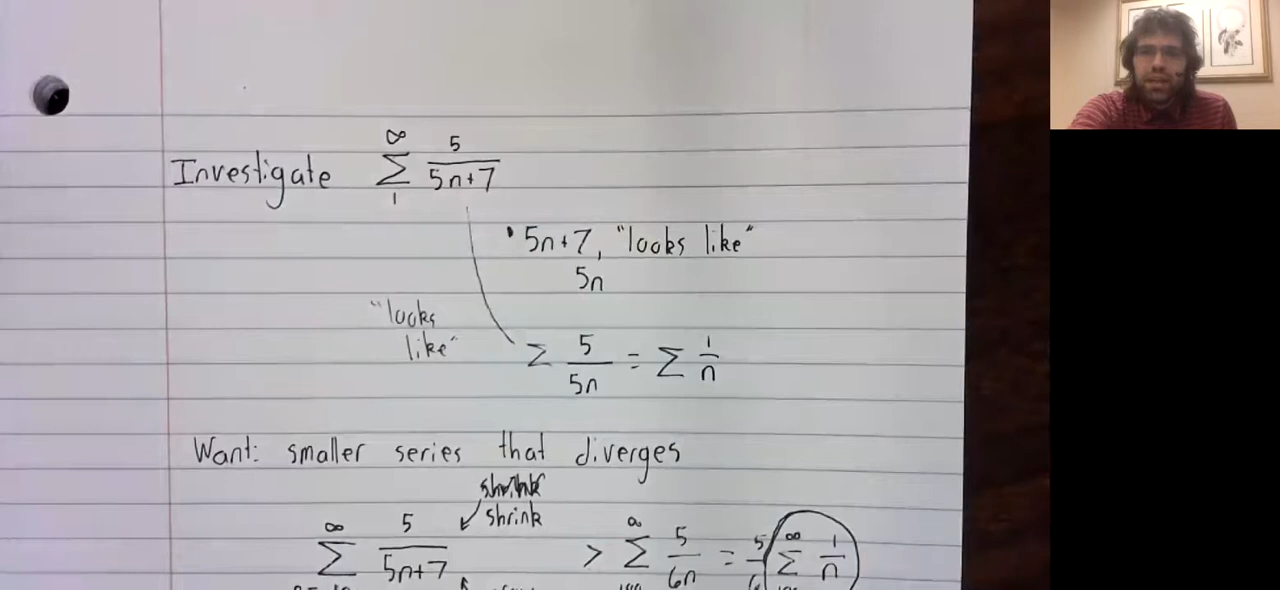 Investigate ∞ Σ 1 5/(5n+7)
• 5n+7, "looks like"
5n
"looks
like"
Σ 5/5n = Σ 1/n
Want: smaller series that diverges
shrink
∞ Σ 5/(5n+7) > ∞ Σ 5/6n = 5/6 ∞ Σ 1/n